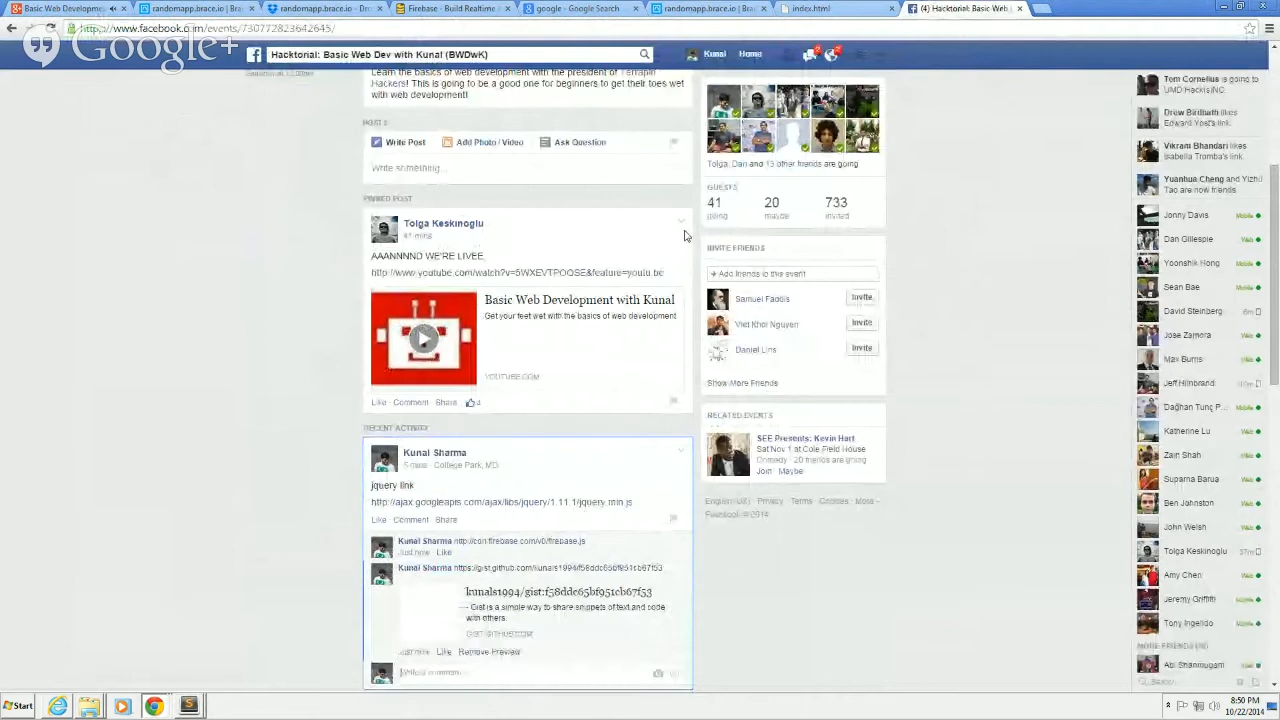 Basic Web Developm
randomapp.brace.io | Bra
randomapp.brace.io - Dr
Firebase - Build Realtime
google - Google Search
randomapp.brace.io | Bra
index.html
(4) Hacktorial: Basic Web
https://www.facebook.com/events/730772823642645/
Google+
Hacktorial: Basic Web Dev with Kunal (BWDwK)
Kunal
Home
Learn the basics of web development with the president of Terrapin
Hackers! This is going to be a good one for beginners to get their toes wet
with web development!
POSTS
Write Post
Add Photo / Video
Ask Question
Write something...
PINNED POST
Tolga Keskinoglu
41 mins
AAANNNND WE'RE LIVEE,
http://www.youtube.com/watch?v=5WXEVTPOQSE&feature=youtu.be
Basic Web Development with Kunal
Get your feet wet with the basics of web development
YOUTUBE.COM
Like · Comment · Share
4
RECENT ACTIVITY
Kunal Sharma
5 mins · College Park, MD
jquery link
http://ajax.googleapis.com/ajax/libs/jquery/1.11.1/jquery.min.js
Like · Comment · Share
Kunal Sharma http://cdn.firebase.com/v0/firebase.js
Just now · Like
Kunal Sharma https://gist.github.com/kunals1994/f58ddc65bf951cb67f53
kunals1994/gist:f58ddc65bf951cb67f53
Gist is a simple way to share snippets of text and code
with others.
GIST.GITHUB.COM
Just now · Like · Remove Preview
Write a comment...
Tolga, Dan and 13 other friends are going
GUESTS
41 20 733
going maybe invited
INVITE FRIENDS
+ Add friends to this event
Samuel Fadolis Invite
Viet Khoi Nguyen Invite
Daniel Lins Invite
Show More Friends
RELATED EVENTS
SEE Presents: Kevin Hart
Sat Nov 1 at Cole Field House
Comedy · 20 friends are going
Join · Maybe
English (US) · Privacy · Terms · Cookies · More
Facebook © 2014
Tom Cornelius is going to
UMD Hacks INC.
Drew Birdbath likes
Edward Yost's link.
Vikram Bhandari likes
Isabella Tromba's link.
Yuanhua Cheng and Yizho
Tao are now friends
Jonny Davis Mobile
Dan Gillespie Web
Yoonshik Hong Mobile
Sean Bae Mobile
David Steinberg 6m
Jose Zamora Web
Max Burns Web
Jeff Hilnbrand
Dağhan Tunç P... Mobile
Katherine Lu Web
Zain Shah Web
Suparna Barua Web
Ben Johnston Mobile
John Welsh Web
Tolga Keskinoglu 37m
Amy Chen Web
Jeremy Griffith Mobile
Tony Ingelido Web
MORE FRIENDS
Abi Shanmugam
Search
Start
8:50 PM
10/22/2014